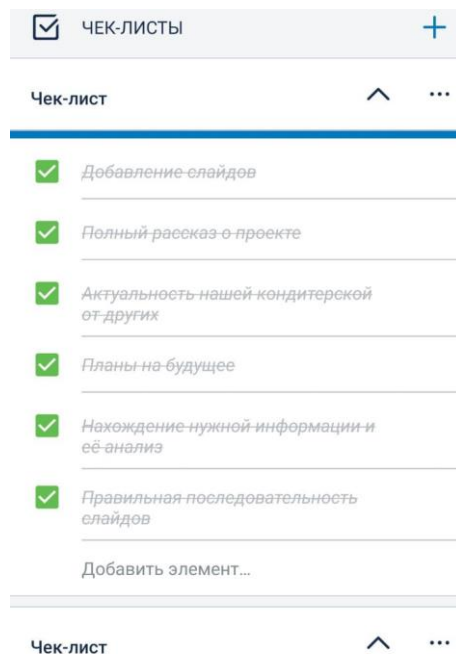 ЧЕК-ЛИСТЫ
Чек-лист
Добавление слайдов
Полный рассказ о проекте
Актуальность нашей кондитерской
от других
Планы на будущее
Нахождение нужной информации и
её анализ
Правильная последовательность
слайдов
Добавить элемент...
Чек-лист